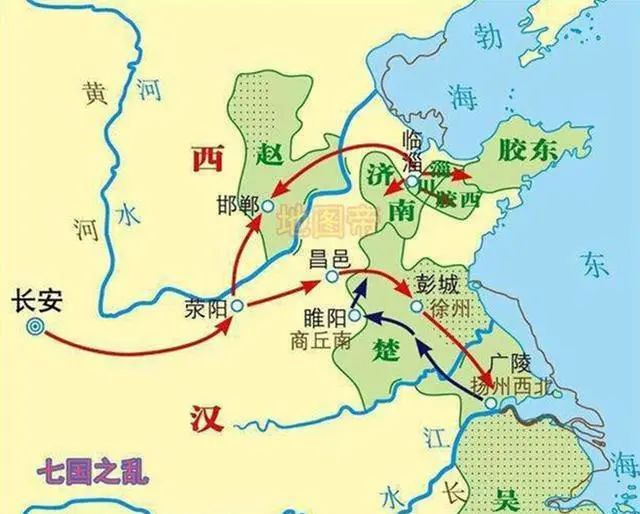 勃
海
黄河
河水
西
赵
临淄
济南
淄川
胶西
胶东
邯郸
地图帝
东
海
昌邑
长安
荥阳
彭城
徐州
睢阳
商丘南
楚
广陵
扬州西北
汉
江
水
长
吴
七国之乱